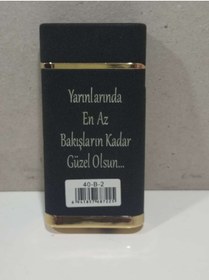 Yarınlarında
En Az
Bakışların Kadar
Güzel Olsun...
40-B-2